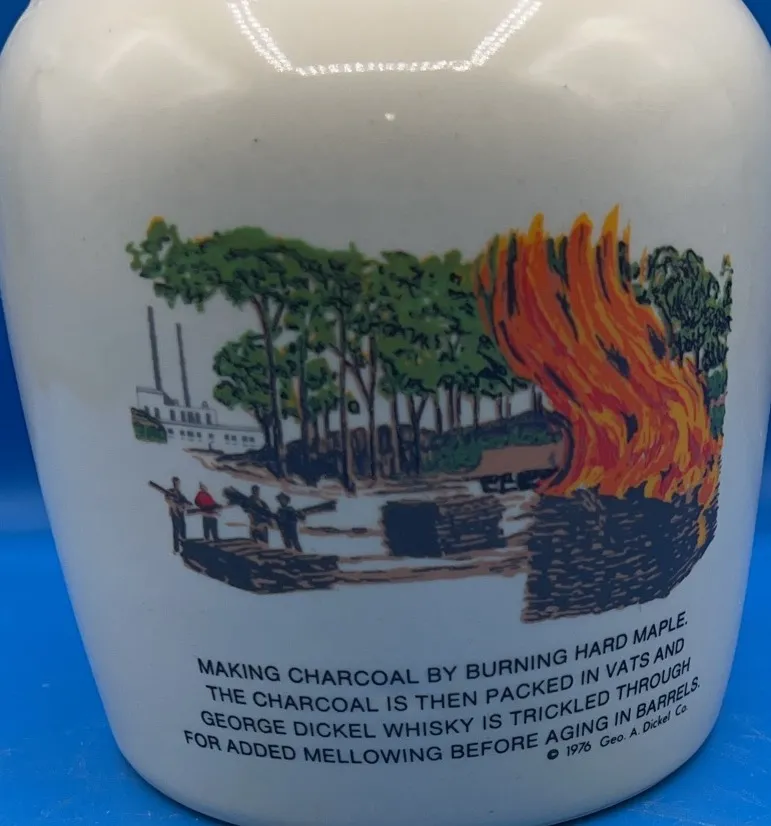 MAKING CHARCOAL BY BURNING HARD MAPLE.
THE CHARCOAL IS THEN PACKED IN VATS AND
GEORGE DICKEL WHISKY IS TRICKLED THROUGH
FOR ADDED MELLOWING BEFORE AGING IN BARRELS.
© 1976 Geo. A. Dickel Co.